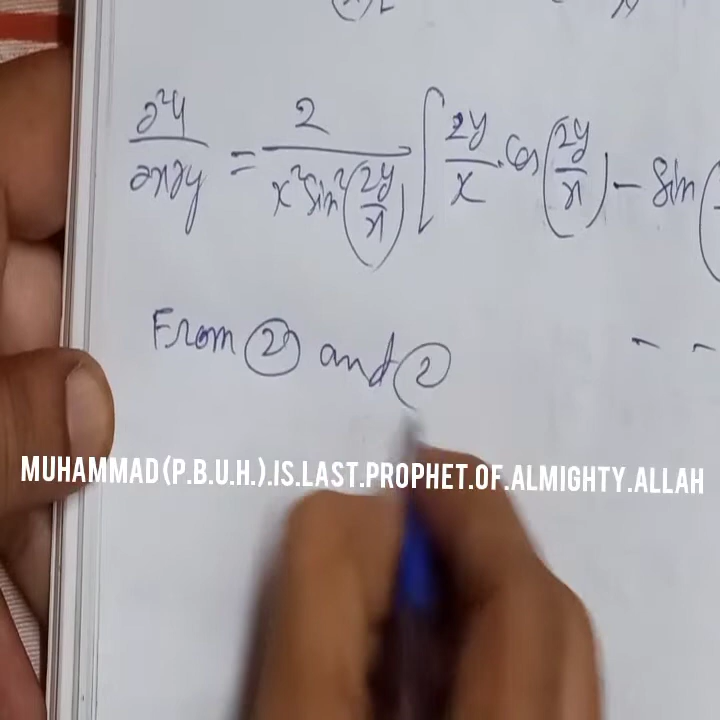 ∂²u/∂x∂y = 2/(x² sin²(2y/x)) [2y/x . cos(2y/x) - sin(
From ② and ②
MUHAMMAD(P.B.U.H.).IS.LAST.PROPHET.OF.ALMIGHTY.ALLAH